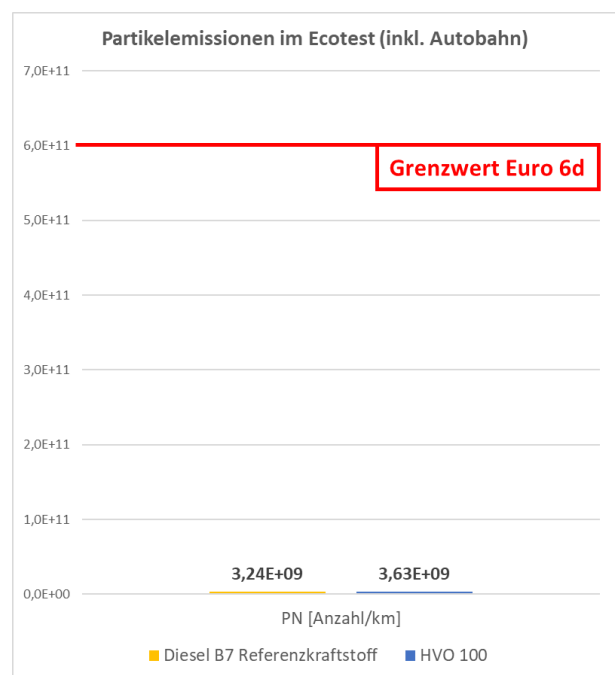 Partikelemissionen im Ecotest (inkl. Autobahn)
7,0E+11
6,0E+11
Grenzwert Euro 6d
5,0E+11
4,0E+11
3,0E+11
2,0E+11
1,0E+11
3,24E+09 3,63E+09
0,0E+00
PN [Anzahl/km]
Diesel B7 Referenzkraftstoff HVO 100